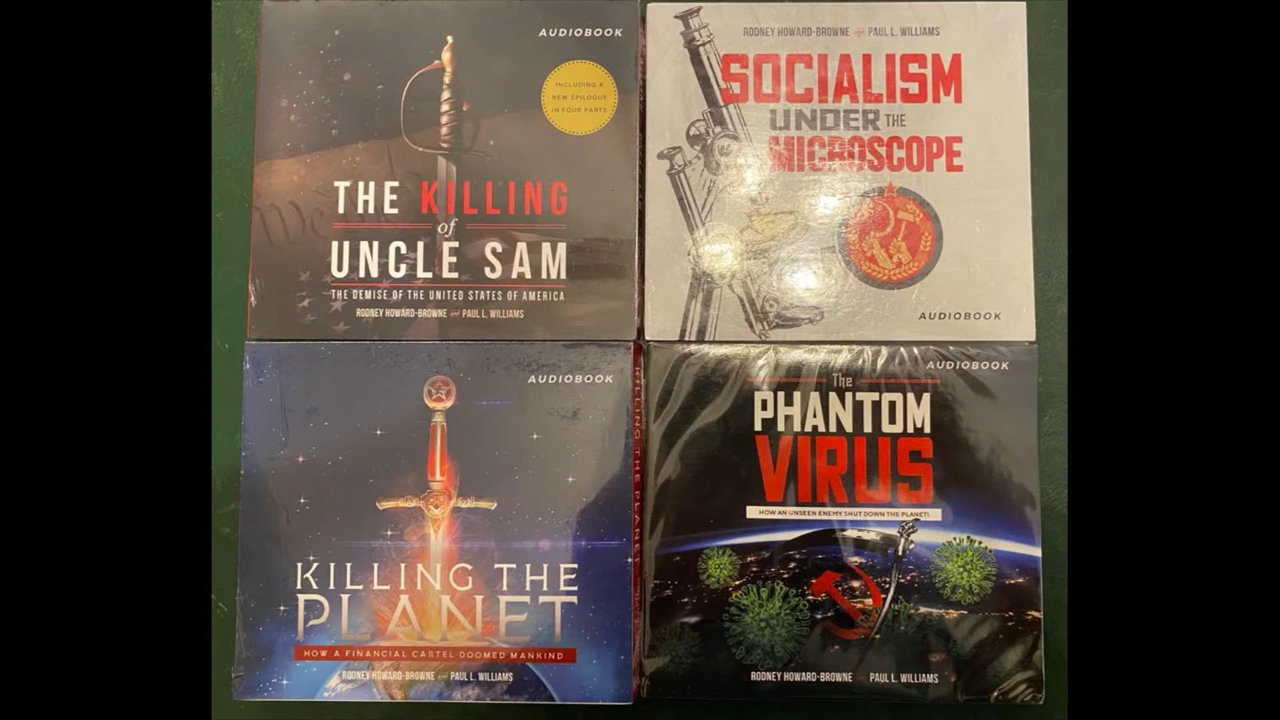 AUDIOBOOK
INCLUDING A
NEW EPILOGUE
IN FOUR PARTS
THE KILLING
of
UNCLE SAM
THE DEMISE OF THE UNITED STATES OF AMERICA
RODNEY HOWARD-BROWNE and PAUL L. WILLIAMS
RODNEY HOWARD-BROWNE and PAUL L. WILLIAMS
SOCIALISM
UNDER THE
MICROSCOPE
AUDIOBOOK
AUDIOBOOK
KILLING THE
PLANET
HOW A FINANCIAL CARTEL DOOMED MANKIND
RODNEY HOWARD-BROWNE and PAUL L. WILLIAMS
KILLING THE PLANET
AUDIOBOOK
The
PHANTOM
VIRUS
HOW AN UNSEEN ENEMY SHUT DOWN THE PLANET!
RODNEY HOWARD-BROWNE PAUL L. WILLIAMS